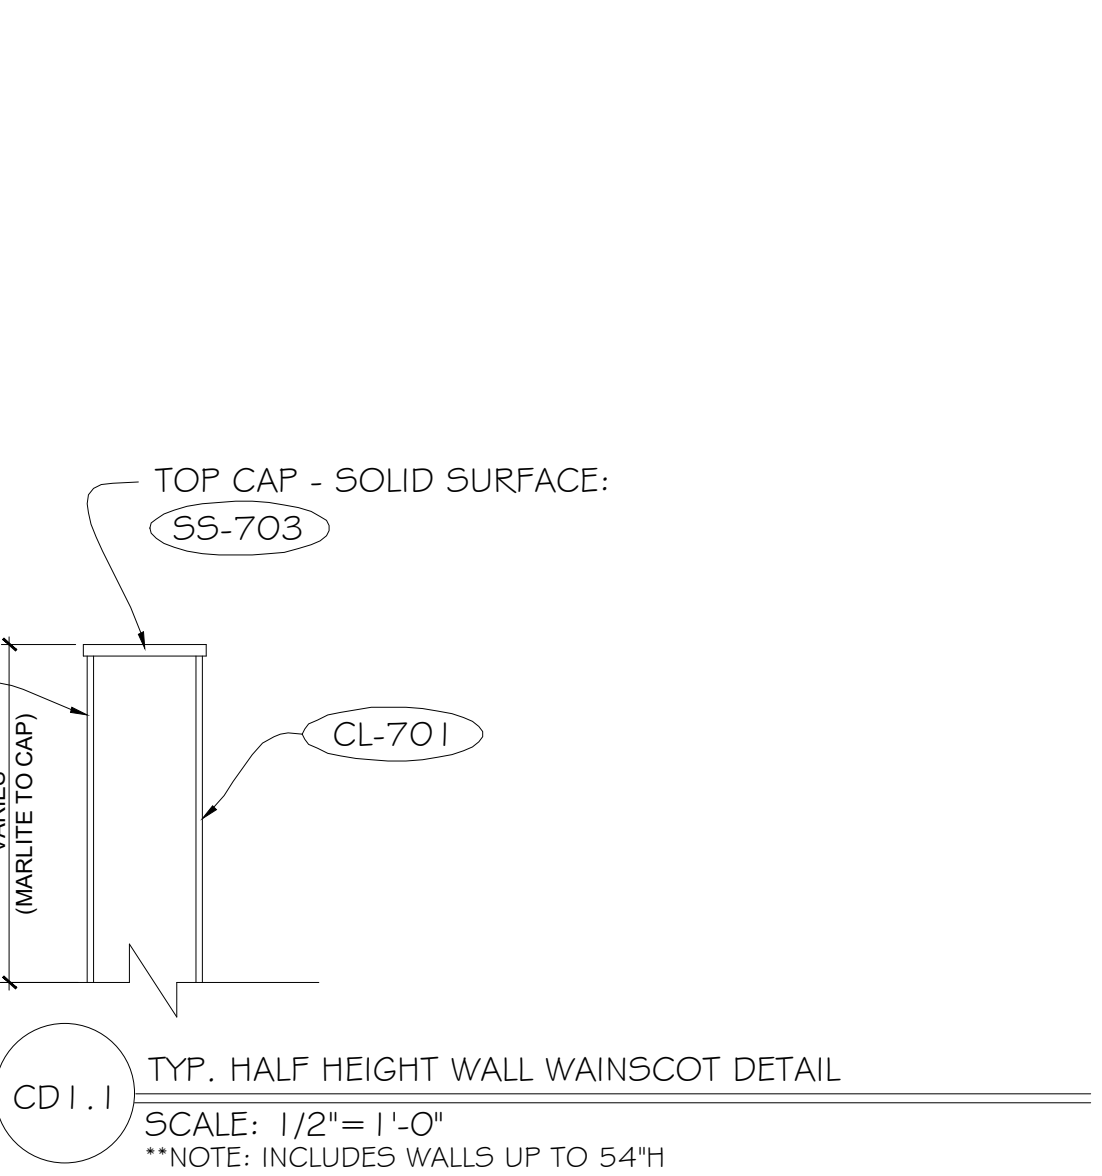 TOP CAP - SOLID SURFACE:
SS-703
CL-701
(MARLITE TO CAP)
CD1.1
TYP. HALF HEIGHT WALL WAINSCOT DETAIL
SCALE: 1/2"=1'-0"
**NOTE: INCLUDES WALLS UP TO 54"H